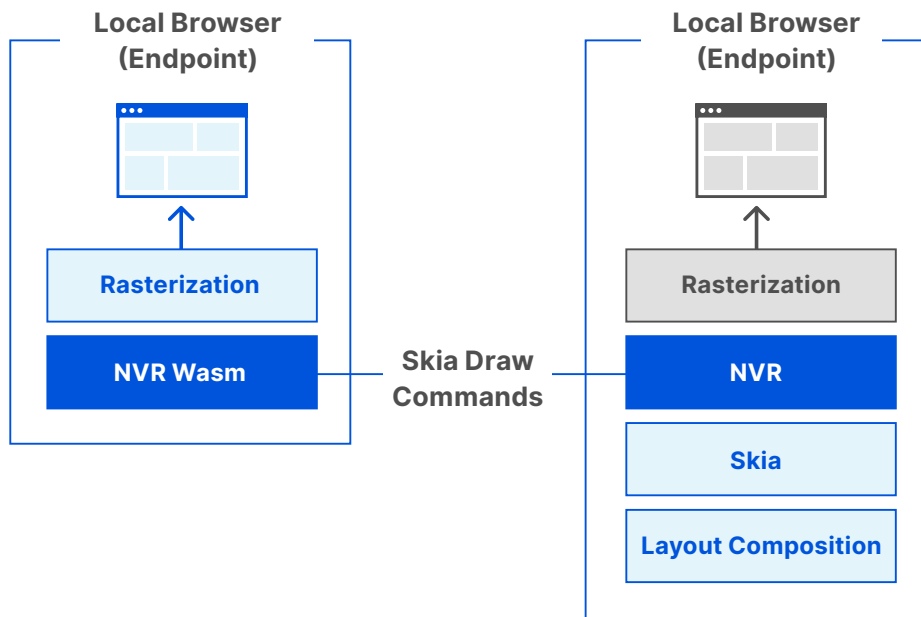 Local Browser
(Endpoint)
Rasterization
NVR Wasm
Skia Draw
Commands
Local Browser
(Endpoint)
Rasterization
NVR
Skia
Layout Composition